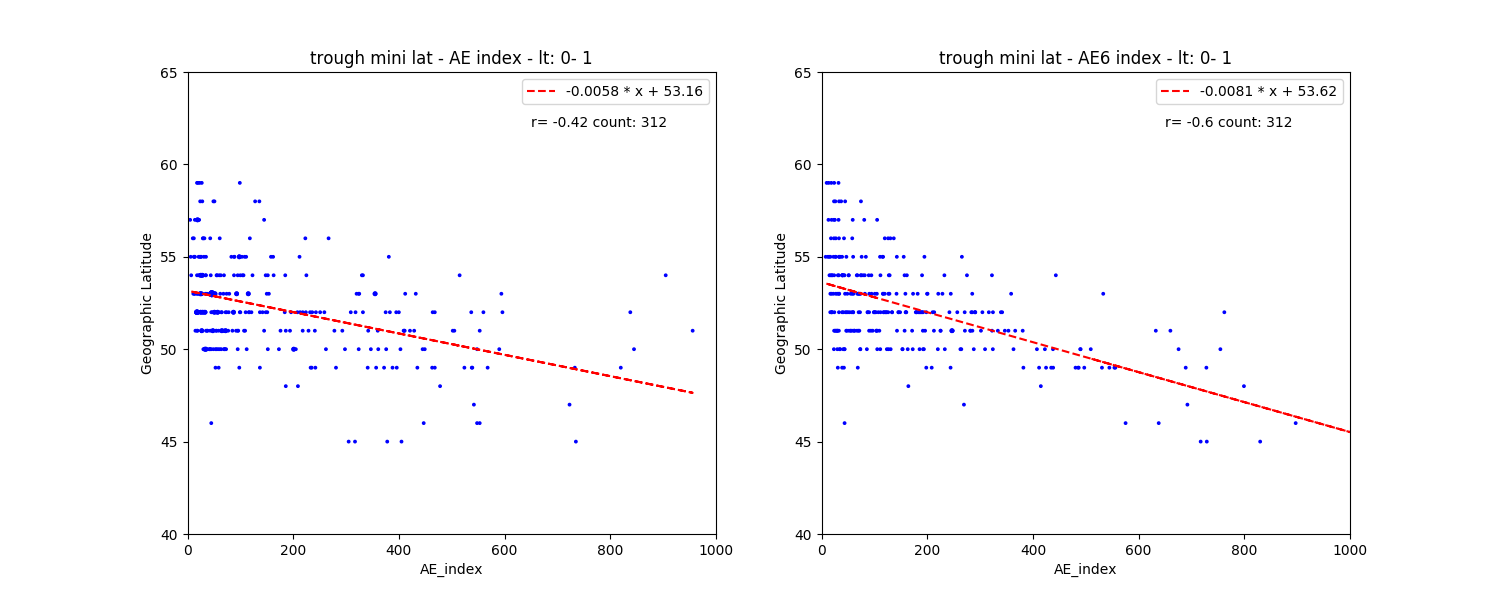 trough mini lat - AE index - lt: 0- 1
-0.0058 * x + 53.16
r= -0.42 count: 312
65
60
55
50
45
40
Geographic Latitude
0 200 400 600 800 1000
AE_index
trough mini lat - AE6 index - lt: 0- 1
-0.0081 * x + 53.62
r= -0.6 count: 312
65
60
55
50
45
40
Geographic Latitude
0 200 400 600 800 1000
AE_index